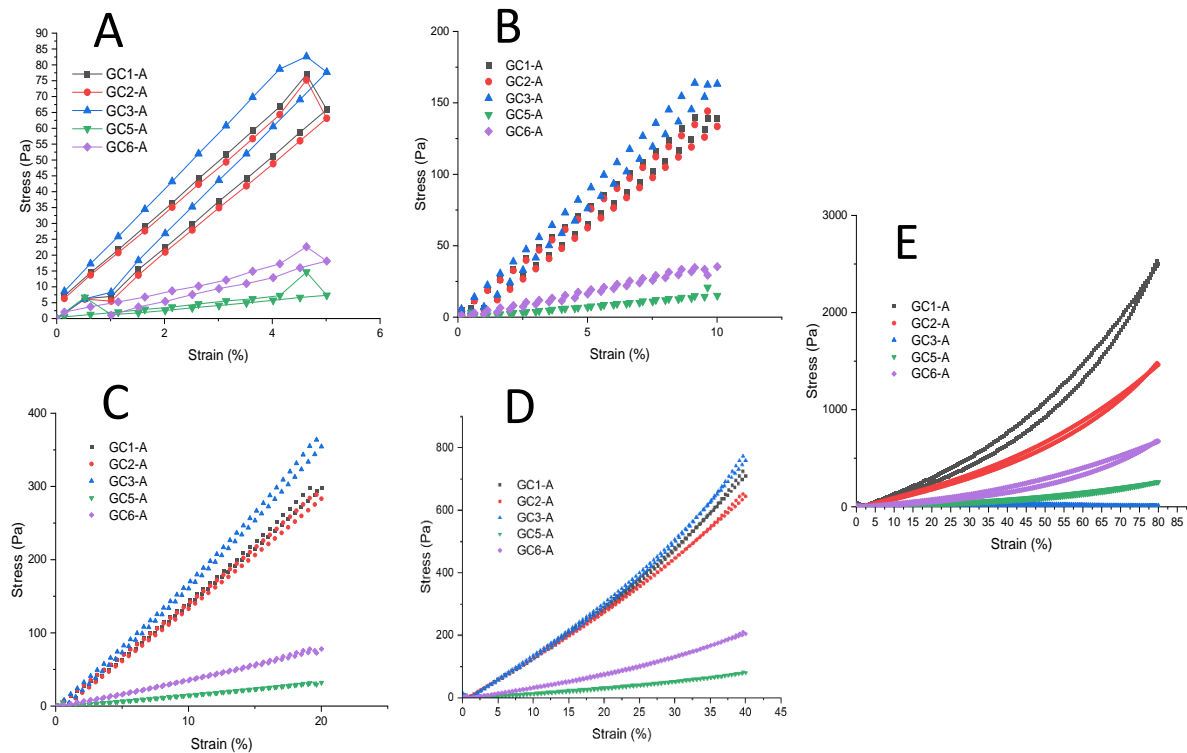 A
90
85
80
75
70
65
60
55
50
45
40
35
30
25
20
15
10
5
0
Stress (Pa)
GC1-A
GC2-A
GC3-A
GC5-A
GC6-A
0 2 4 6
Strain (%)
B
200
150
100
50
0
Stress (Pa)
GC1-A
GC2-A
GC3-A
GC5-A
GC6-A
0 5 10
Strain (%)
E
3000
2000
1000
0
Stress (Pa)
GC1-A
GC2-A
GC3-A
GC5-A
GC6-A
0 5 10 15 20 25 30 35 40 45 50 55 60 65 70 75 80 85
Strain (%)
C
400
300
200
100
0
Stress (Pa)
GC1-A
GC2-A
GC3-A
GC5-A
GC6-A
0 10 20
Strain (%)
D
800
600
400
200
0
Stress (Pa)
GC1-A
GC2-A
GC3-A
GC5-A
GC6-A
0 5 10 15 20 25 30 35 40 45
Strain (%)